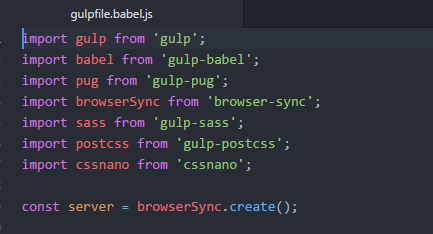 gulpfile.babel.js
import gulp from 'gulp';
import babel from 'gulp-babel';
import pug from 'gulp-pug';
import browserSync from 'browser-sync';
import sass from 'gulp-sass';
import postcss from 'gulp-postcss';
import cssnano from 'cssnano';
const server = browserSync.create();